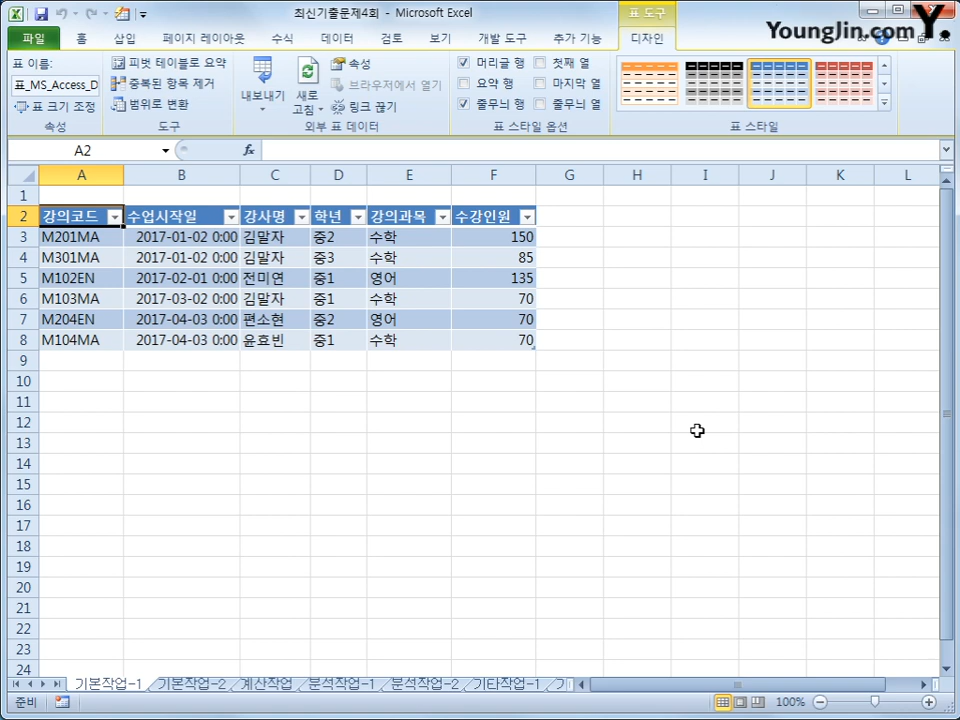 최신기출문제4회 - Microsoft Excel
표 도구
YoungJin.com Y.
파일 홈 삽입 페이지 레이아웃 수식 데이터 검토 보기 개발 도구 추가 기능 디자인
표 이름:
표_MS_Access_D
표 크기 조정
속성
피벗 테이블로 요약
중복된 항목 제거
범위로 변환
도구
내보내기
새로 고침
속성
브라우저에서 열기
링크 끊기
외부 표 데이터
머리글 행 첫째 열
요약 행 마지막 열
줄무늬 행 줄무늬 열
표 스타일 옵션
표 스타일
A2 fx
A B C D E F G H I J K L
1
2 강의코드 수업시작일 강사명 학년 강의과목 수강인원
3 M201MA 2017-01-02 0:00 김말자 중2 수학 150
4 M301MA 2017-01-02 0:00 김말자 중3 수학 85
5 M102EN 2017-02-01 0:00 전미연 중1 영어 135
6 M103MA 2017-03-02 0:00 김말자 중1 수학 70
7 M204EN 2017-04-03 0:00 편소현 중2 영어 70
8 M104MA 2017-04-03 0:00 윤효빈 중1 수학 70
9
10
11
12
13
14
15
16
17
18
19
20
21
22
23
24
기본작업-1 기본작업-2 계산작업 분석작업-1 분석작업-2 기타작업-1 기
준비 100%